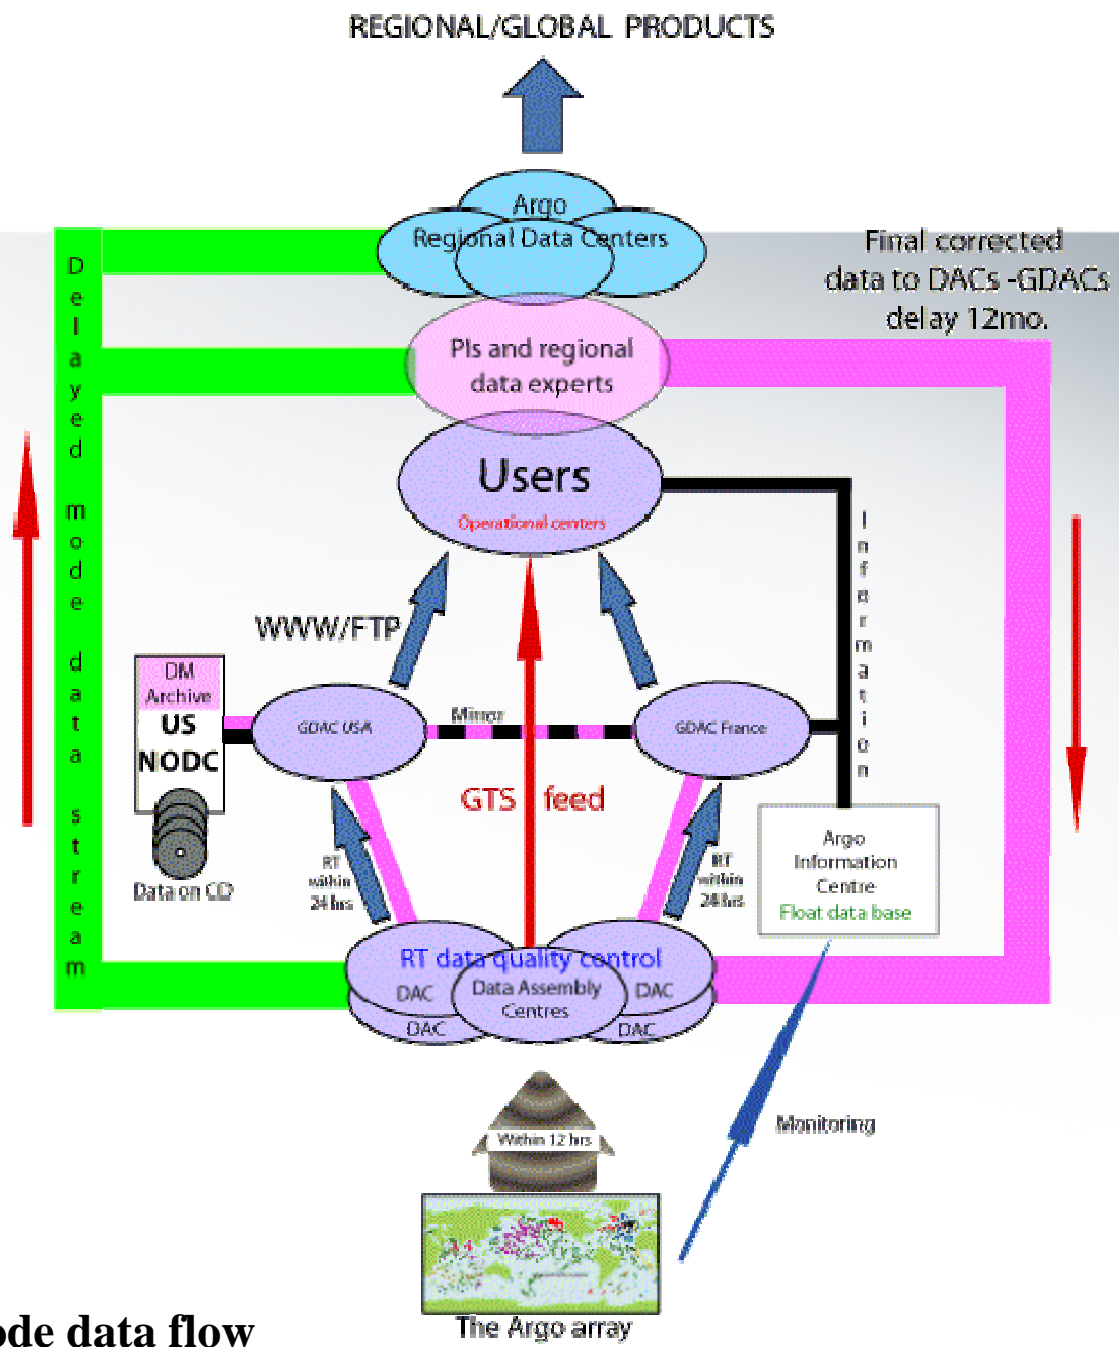 REGIONAL/GLOBAL PRODUCTS
Argo
Regional Data Centers
Final corrected
data to DACs -GDACs
delay 12mo.
PIs and regional
data experts
Users
Operational centers
Delayed mode data stream
Information
WWW/FTP
DM
Archive
US
NODC
Data on CD
GDAC USA
Mirror
GDAC France
GTS feed
RT
within
24 hrs
RT
within
24 hrs
Argo
Information
Centre
Float data base
RT data quality control
DAC
Data Assembly
Centres
DAC
DAC
DAC
Within 12 hrs
Monitoring
The Argo array
ode data flow